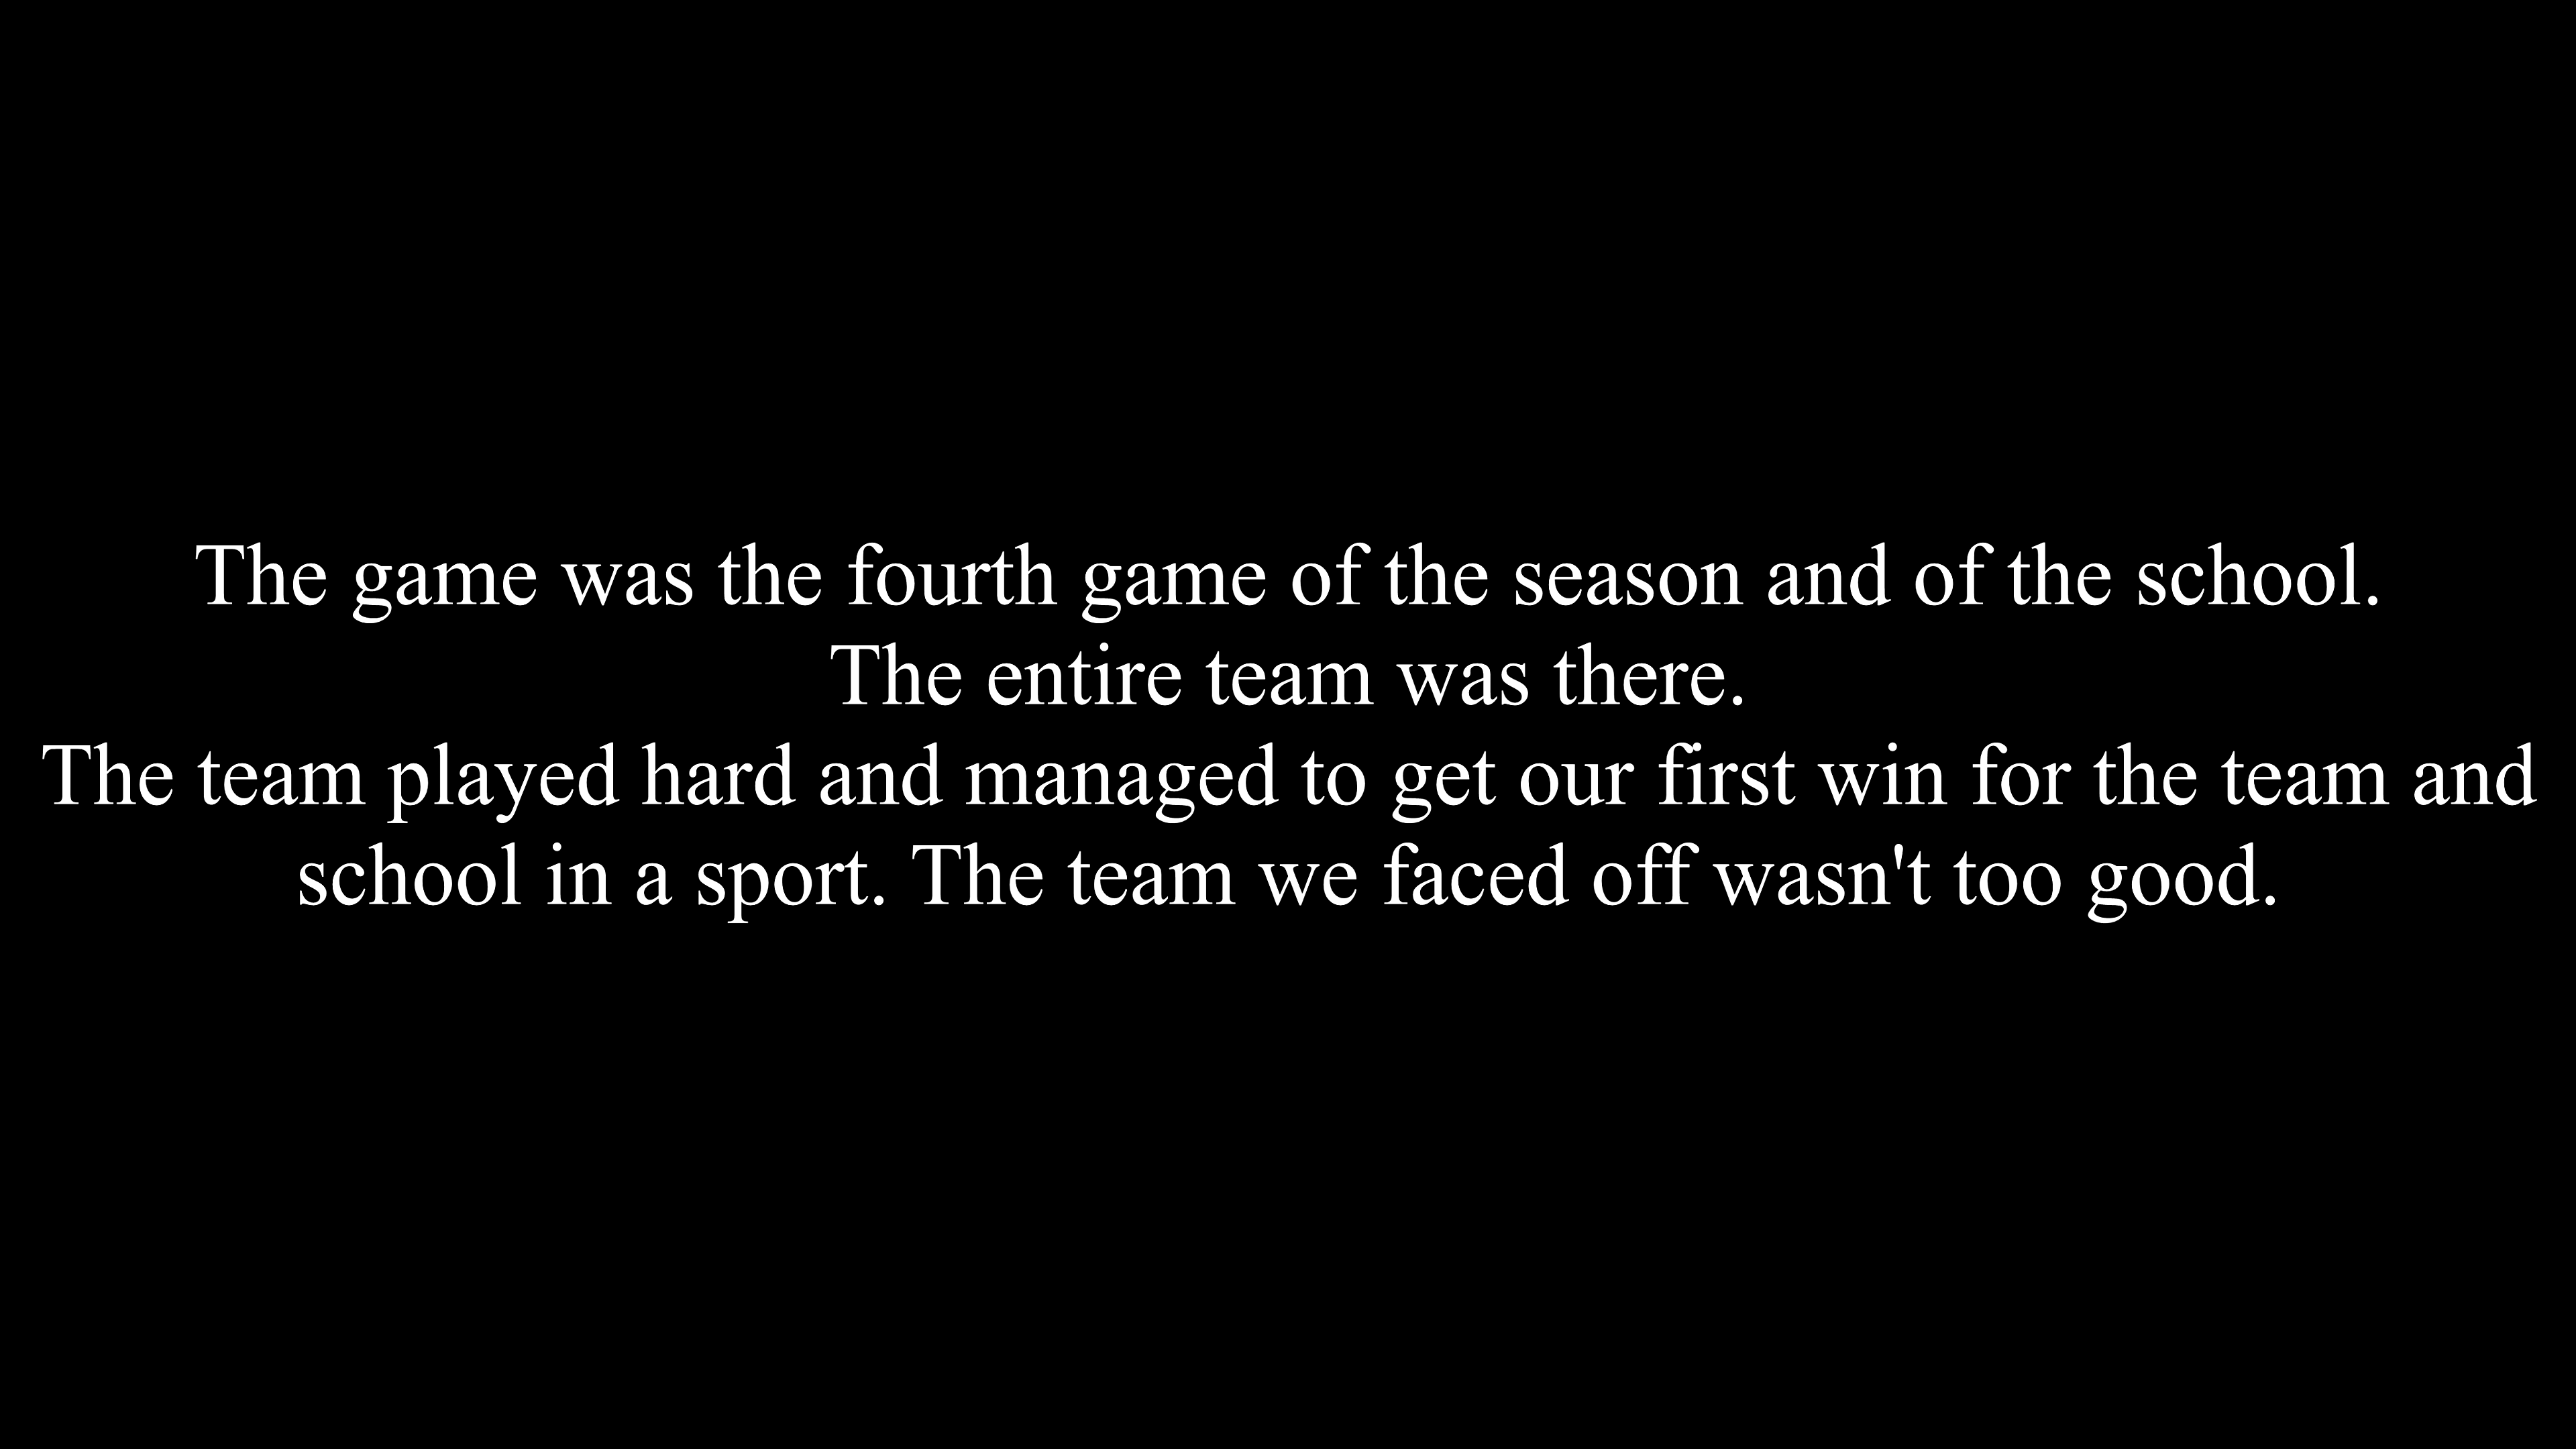 The game was the fourth game of the season and of the school.
The entire team was there.
The team played hard and managed to get our first win for the team and
school in a sport. The team we faced off wasn't too good.